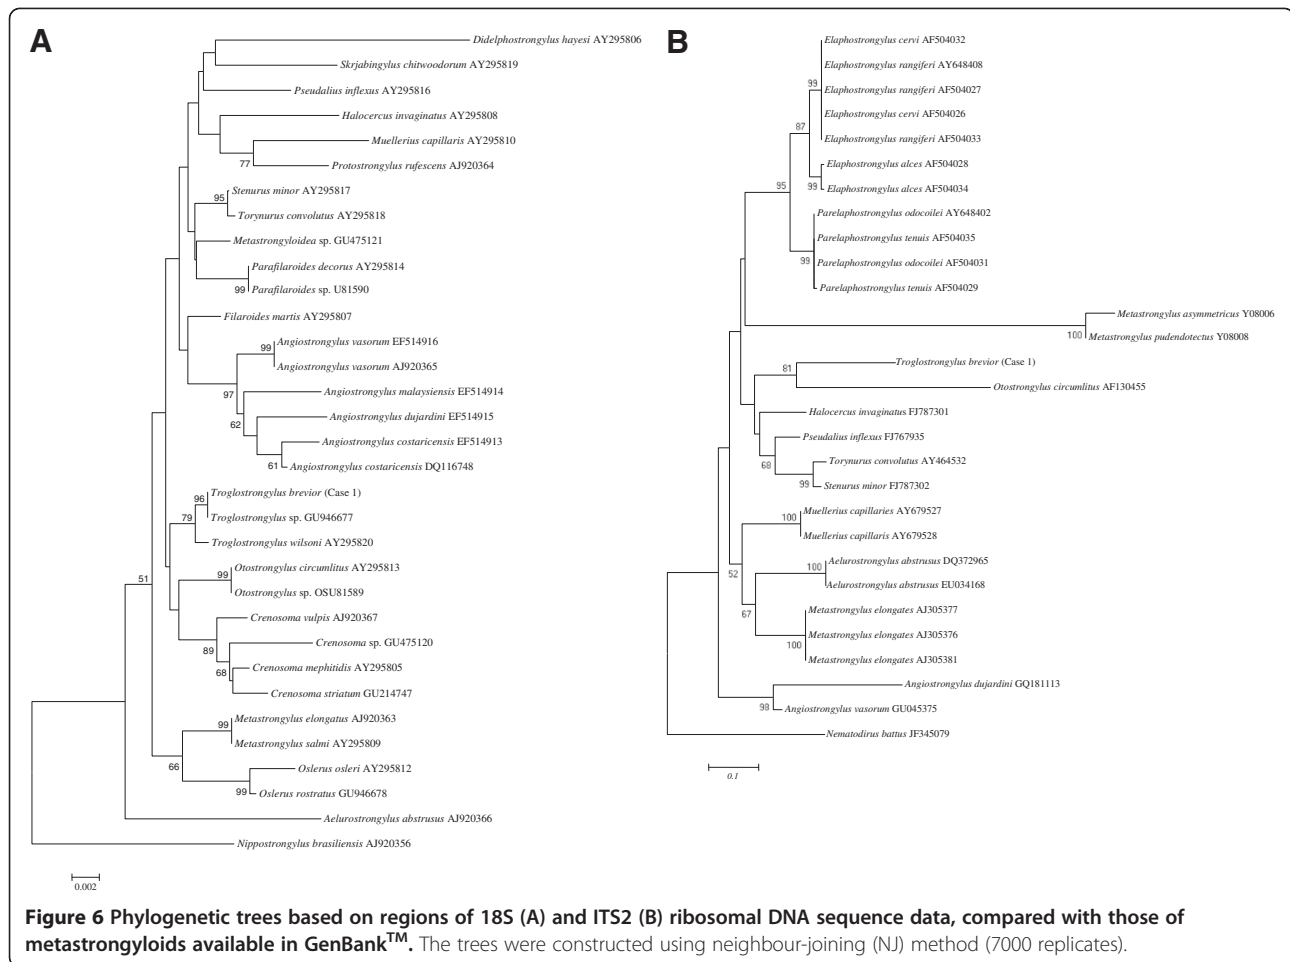 A
Didelphostrongylus hayesi AY295806
Skrjabingylus chitwoodorum AY295819
Pseudalius inflexus AY295816
Halocercus invaginatus AY295808
Muellerius capillaris AY295810
77
Protostrongylus rufescens AJ920364
Stenurus minor AY295817
95
Torynurus convolutus AY295818
Metastrongyloidea sp. GU475121
Parafilaroides decorus AY295814
99
Parafilaroides sp. U81590
Filaroides martis AY295807
Angiostrongylus vasorum EF514916
99
Angiostrongylus vasorum AJ920365
97
Angiostrongylus malaysiensis EF514914
Angiostrongylus dujardini EF514915
62
Angiostrongylus costaricensis EF514913
61
Angiostrongylus costaricensis DQ116748
Troglostrongylus brevior (Case 1)
96
Troglostrongylus sp. GU946677
79
Troglostrongylus wilsoni AY295820
Otostrongylus circumlitus AY295813
99
51
Otostrongylus sp. OSU81589
Crenosoma vulpis AJ920367
Crenosoma sp. GU475120
89
Crenosoma mephitidis AY295805
68
Crenosoma striatum GU214747
Metastrongylus elongatus AJ920363
99
Metastrongylus salmi AY295809
66
Oslerus osleri AY295812
99
Oslerus rostratus GU946678
Aelurostrongylus abstrusus AJ920366
Nippostrongylus brasiliensis AJ920356
0.002
B
Elaphostrongylus cervi AF504032
Elaphostrongylus rangiferi AY648408
99
Elaphostrongylus rangiferi AF504027
Elaphostrongylus cervi AF504026
87
Elaphostrongylus rangiferi AF504033
Elaphostrongylus alces AF504028
95
99
Elaphostrongylus alces AF504034
Parelaphostrongylus odocoilei AY648402
Parelaphostrongylus tenuis AF504035
99
Parelaphostrongylus odocoilei AF504031
Parelaphostrongylus tenuis AF504029
Metastrongylus asymmetricus Y08006
100
Metastrongylus pudendotectus Y08008
Troglostrongylus brevior (Case 1)
81
Otostrongylus circumlitus AF130455
Halocercus invaginatus FJ787301
Pseudalius inflexus FJ767935
68
Torynurus convolutus AY464532
99
Stenurus minor FJ787302
Muellerius capillaries AY679527
100
Muellerius capillaris AY679528
Aelurostrongylus abstrusus DQ372965
100
52
Aelurostrongylus abstrusus EU034168
Metastrongylus elongates AJ305377
67
Metastrongylus elongates AJ305376
100
Metastrongylus elongates AJ305381
Angiostrongylus dujardini GQ181113
98
Angiostrongylus vasorum GU045375
Nematodirus battus JF345079
0.1
Figure 6 Phylogenetic trees based on regions of 18S (A) and ITS2 (B) ribosomal DNA sequence data, compared with those of
metastrongyloids available in GenBank™. The trees were constructed using neighbour-joining (NJ) method (7000 replicates).